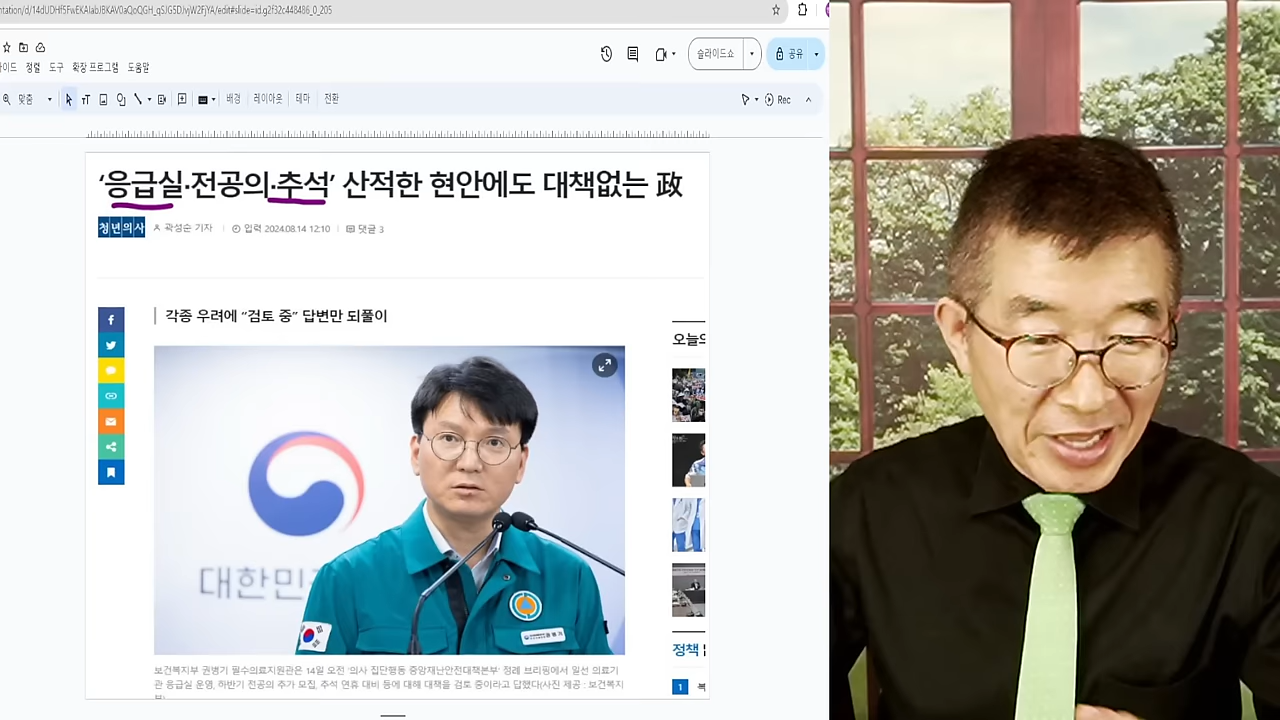 슬라이드쇼
공유
정렬 도구 확장 프로그램 도움말
맞춤
배경 레이아웃 테마 전환
Rec
‘응급실·전공의·추석’ 산적한 현안에도 대책없는 政
청년의사 곽성순 기자 입력 2024.08.14 12:10 댓글 3
각종 우려에 “검토 중” 답변만 되풀이
오늘의
대한민
보건복지부 권병기 필수의료지원관은 14일 오전 ‘의사 집단행동 중앙재난안전대책본부’ 정례 브리핑에서 일선 의료기
관 응급실 운영, 하반기 전공의 추가 모집, 추석 연휴 대비 등에 대해 대책을 검토 중이라고 답했다(사진 제공 : 보건복지
정책
1